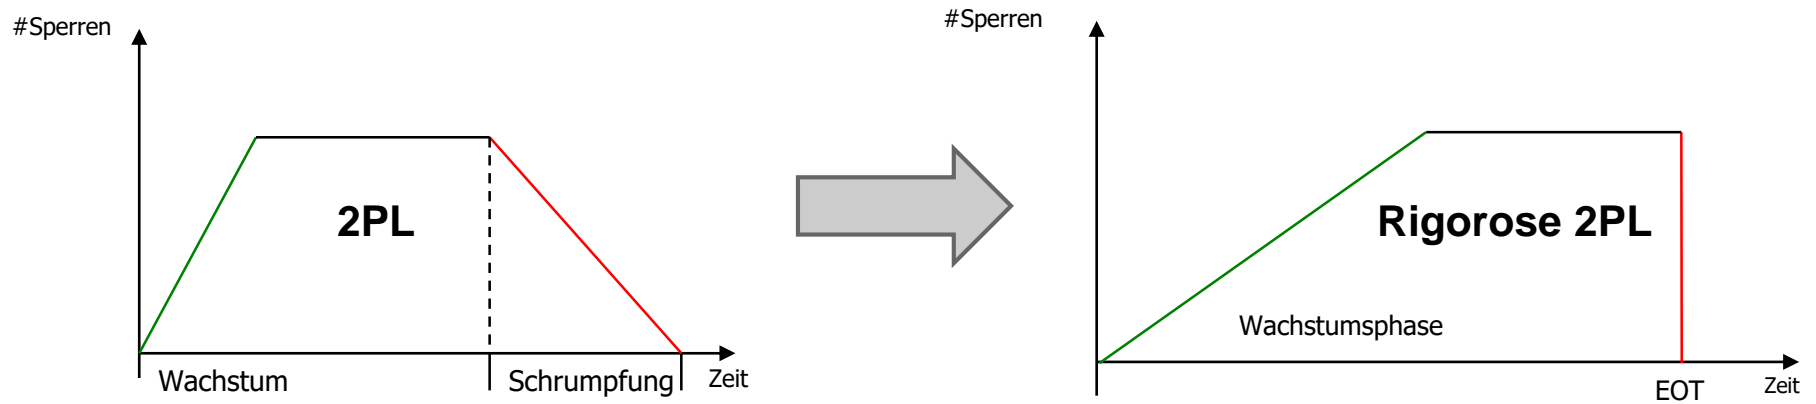 #Sperren
2PL
Wachstum
Schrumpfung
Zeit
#Sperren
Rigorose 2PL
Wachstumsphase
EOT
Zeit